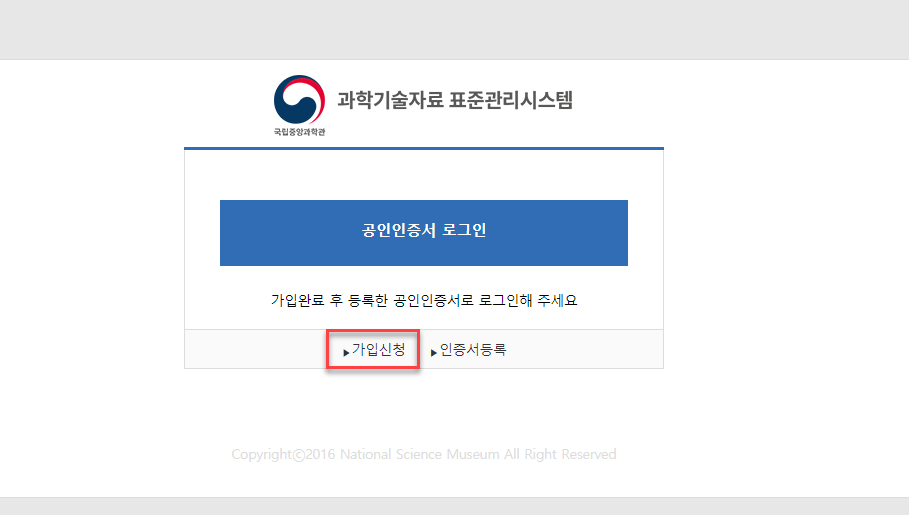 과학기술자료 표준관리시스템
국립중앙과학관
공인인증서 로그인
가입완료 후 등록한 공인인증서로 로그인해 주세요
▶가입신청 ▶인증서등록
Copyrightⓒ2016 National Science Museum All Right Reserved